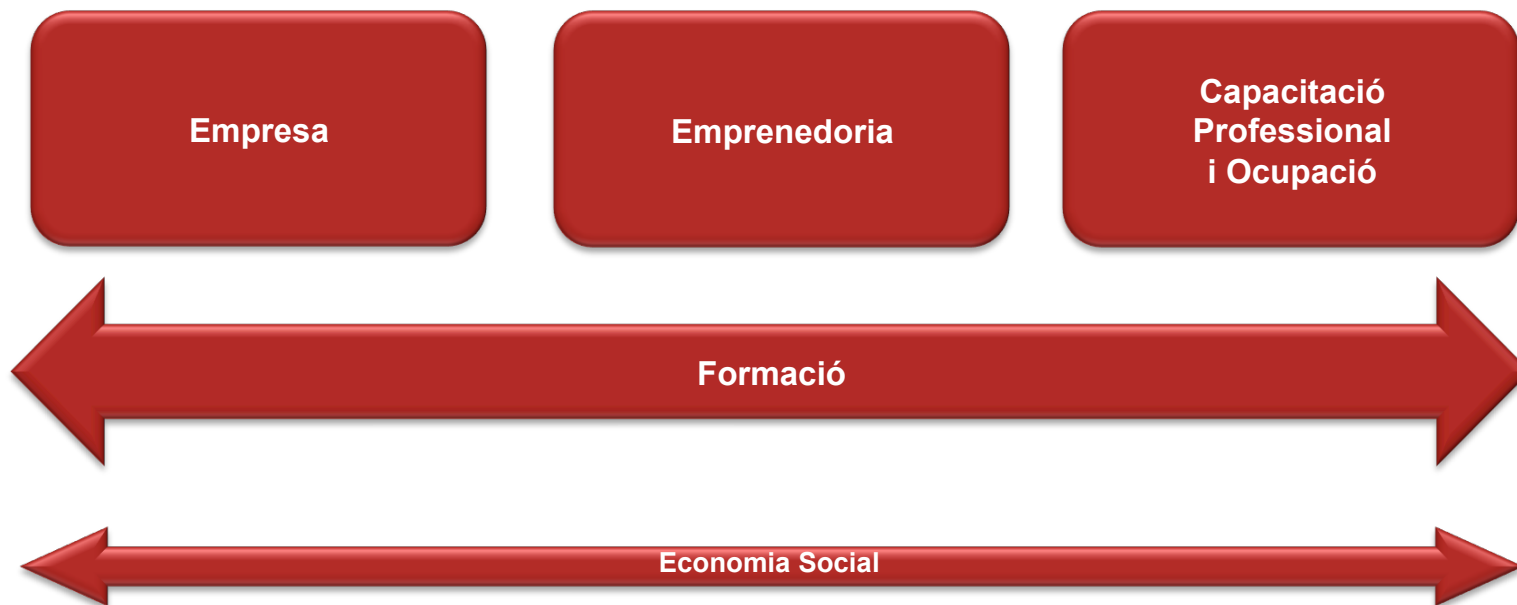 Empresa
Emprenedoria
Capacitació
Professional
i Ocupació
Formació
Economia Social